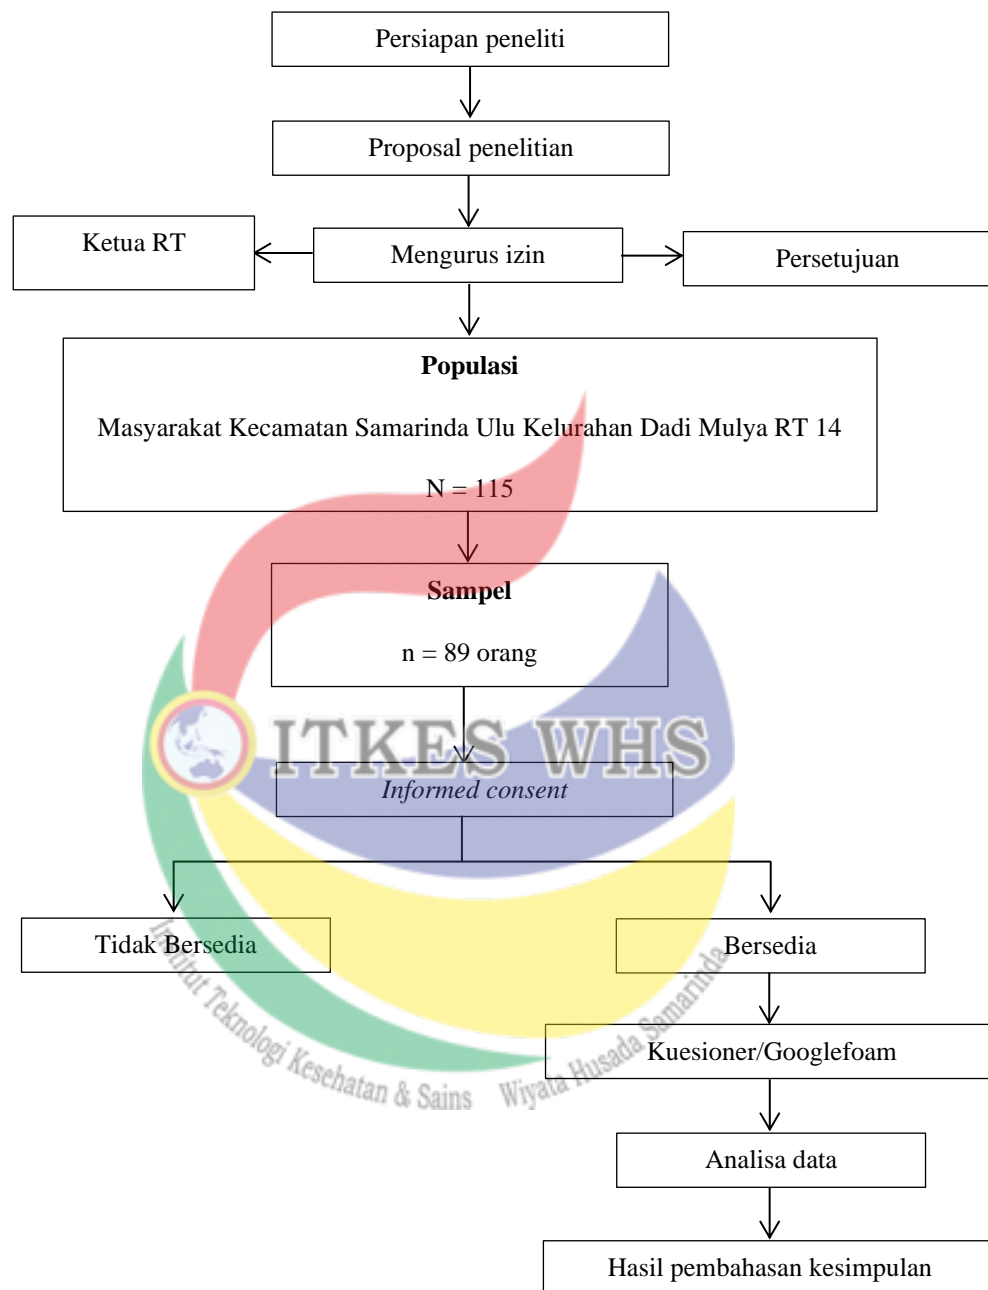 Persiapan peneliti
Proposal penelitian
Ketua RT
Mengurus izin
Persetujuan
Populasi
Masyarakat Kecamatan Samarinda Ulu Kelurahan Dadi Mulya RT 14
N = 115
Sampel
n = 89 orang
ITKES WHS
Informed consent
Tidak Bersedia
Bersedia
Institut Teknologi Kesehatan & Sains Wiyata Husada Samarinda
Kuesioner/Googlefoam
Analisa data
Hasil pembahasan kesimpulan